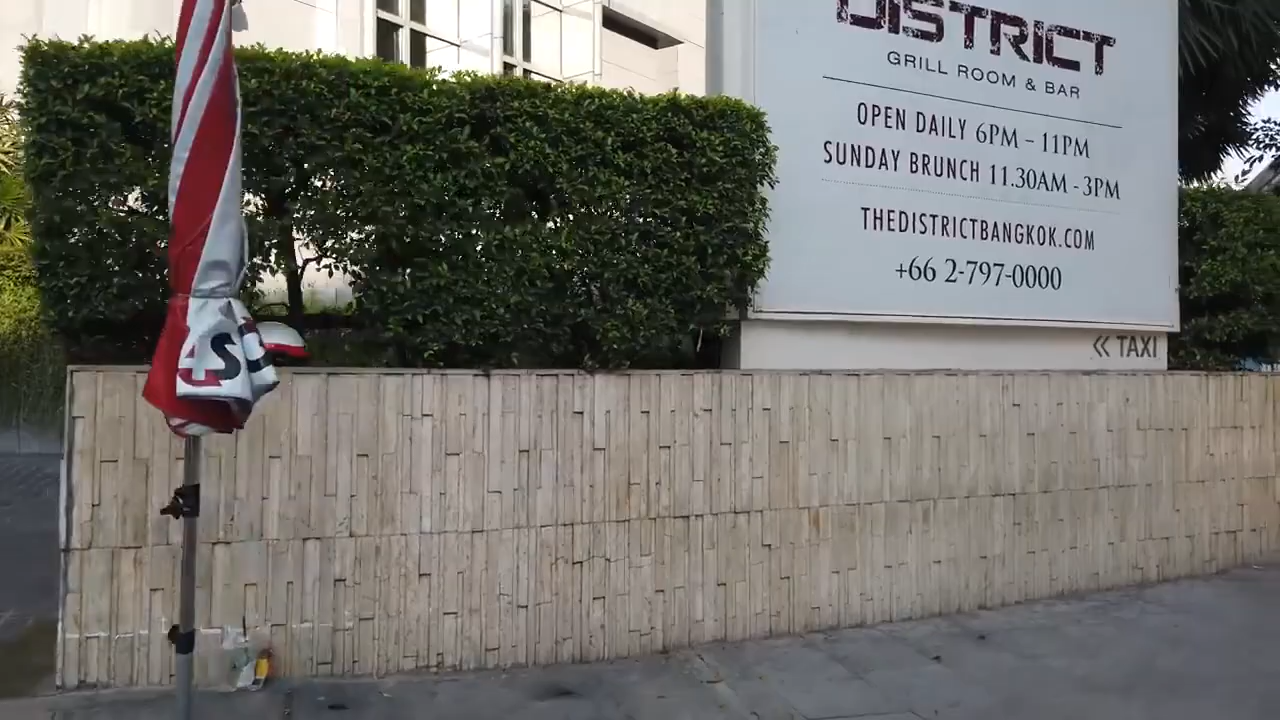 DISTRICT
GRILL ROOM & BAR
OPEN DAILY 6PM – 11PM
SUNDAY BRUNCH 11.30AM - 3PM
THEDISTRICTBANGKOK.COM
+66 2-797-0000
« TAXI